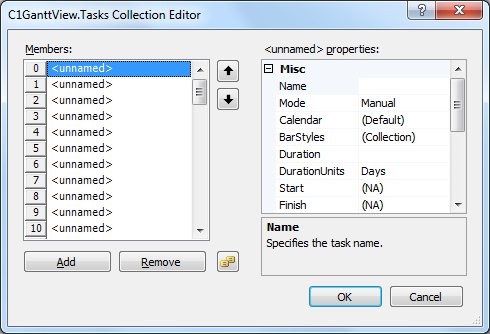 C1GanttView.Tasks Collection Editor
Members:
0 <unnamed>
1 <unnamed>
2 <unnamed>
3 <unnamed>
4 <unnamed>
5 <unnamed>
6 <unnamed>
7 <unnamed>
8 <unnamed>
9 <unnamed>
10 <unnamed>
Add
Remove
<unnamed> properties:
Misc
Name
Mode Manual
Calendar (Default)
BarStyles (Collection)
Duration
DurationUnits Days
Start (NA)
Finish (NA)
Name
Specifies the task name.
OK
Cancel